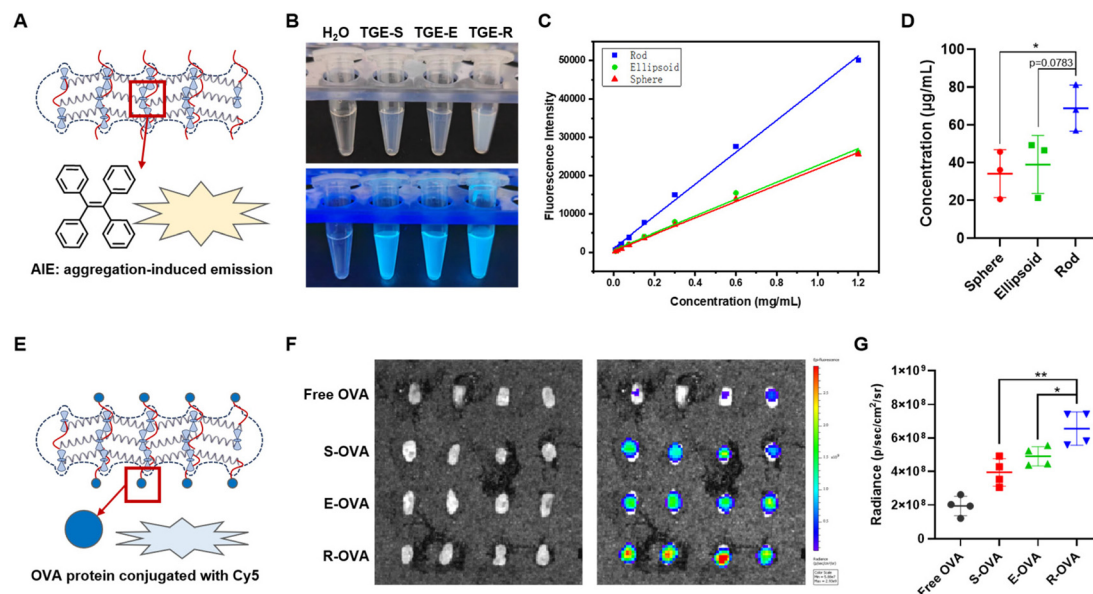 A
AIE: aggregation-induced emission
B
H₂O TGE-S TGE-E TGE-R
C
Fluorescence Intensity
50000
40000
30000
20000
10000
0
0.0 0.2 0.4 0.6 0.8 1.0 1.2
Concentration (mg/mL)
Rod
Ellipsoid
Sphere
D
Concentration (µg/mL)
100
80
60
40
20
0
*
p=0.0783
Sphere
Ellipsoid
Rod
E
OVA protein conjugated with Cy5
F
Free OVA
S-OVA
E-OVA
R-OVA
G
Radiance (p/sec/cm²/sr)
1×10⁹
8×10⁸
6×10⁸
4×10⁸
2×10⁸
0
**
*
Free OVA
S-OVA
E-OVA
R-OVA